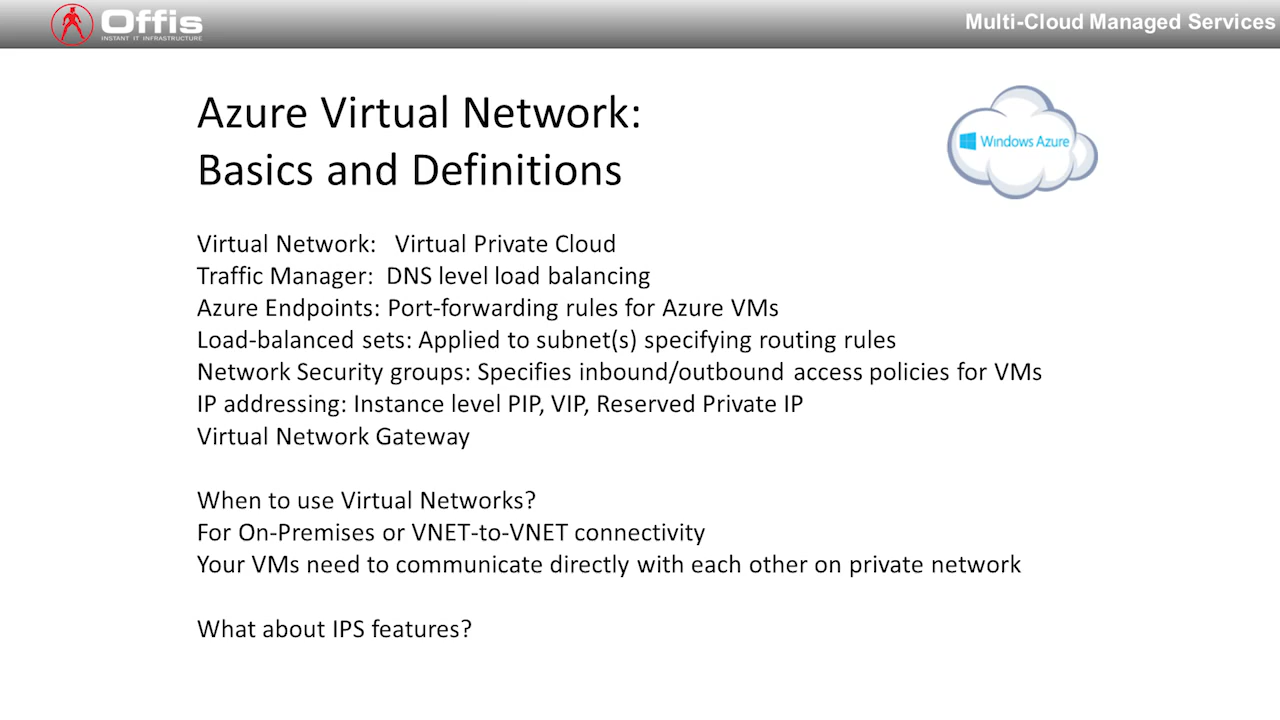 Offis
INSTANT IT INFRASTRUCTURE
Multi-Cloud Managed Services
Azure Virtual Network:
Basics and Definitions
Windows Azure
Virtual Network: Virtual Private Cloud
Traffic Manager: DNS level load balancing
Azure Endpoints: Port-forwarding rules for Azure VMs
Load-balanced sets: Applied to subnet(s) specifying routing rules
Network Security groups: Specifies inbound/outbound access policies for VMs
IP addressing: Instance level PIP, VIP, Reserved Private IP
Virtual Network Gateway
When to use Virtual Networks?
For On-Premises or VNET-to-VNET connectivity
Your VMs need to communicate directly with each other on private network
What about IPS features?